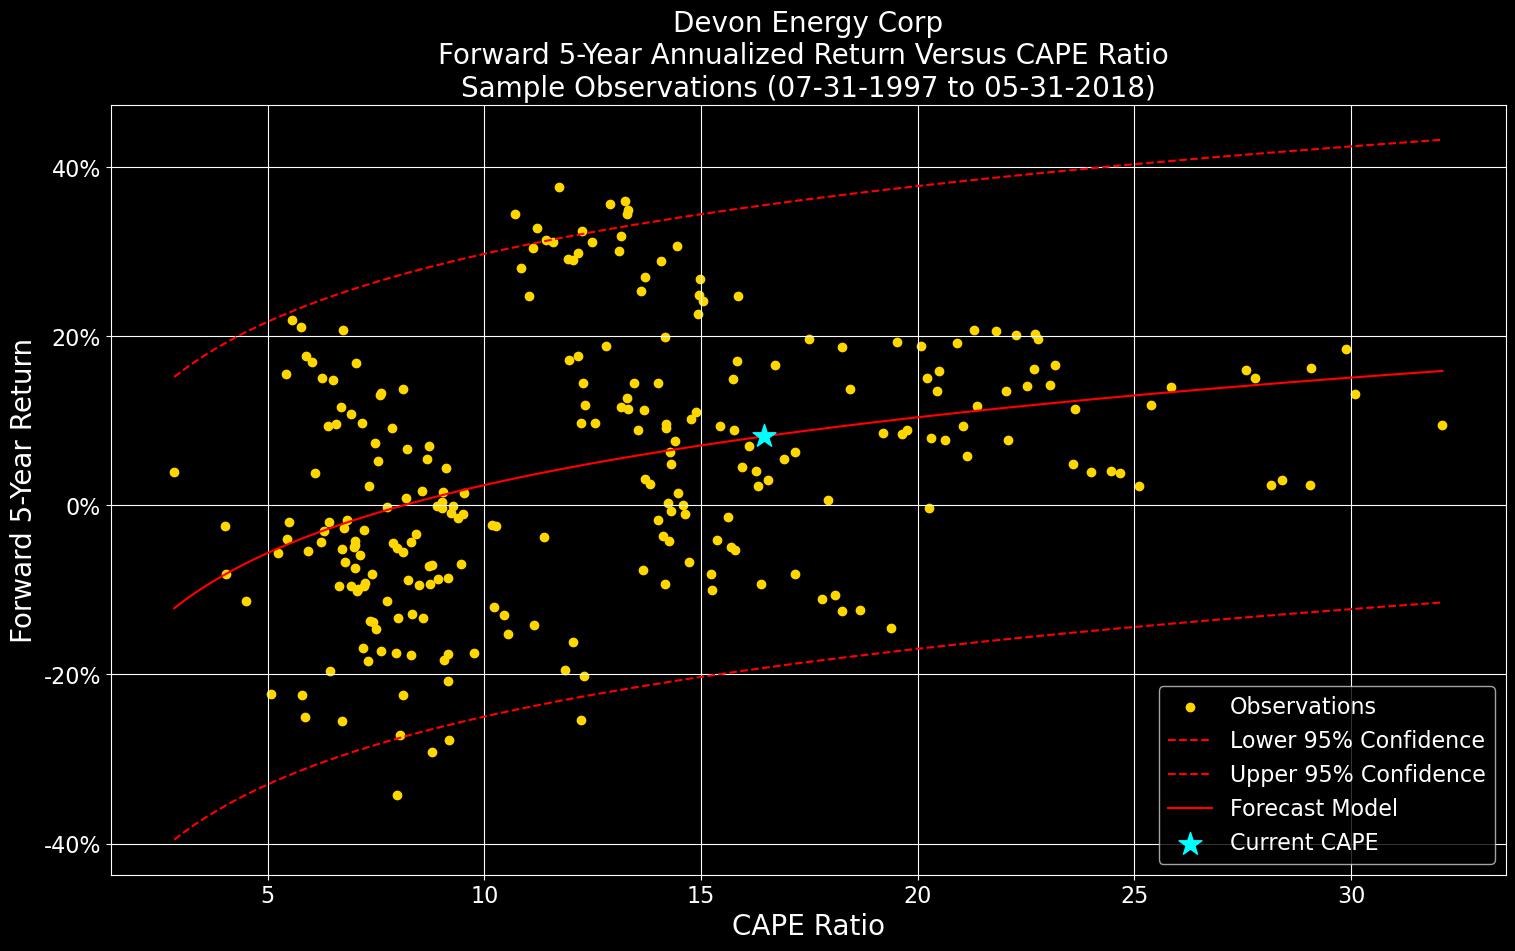 Devon Energy Corp
Forward 5-Year Annualized Return Versus CAPE Ratio
Sample Observations (07-31-1997 to 05-31-2018)
Forward 5-Year Return
40%
20%
0%
-20%
-40%
5 10 15 20 25 30
CAPE Ratio
Observations
Lower 95% Confidence
Upper 95% Confidence
Forecast Model
Current CAPE